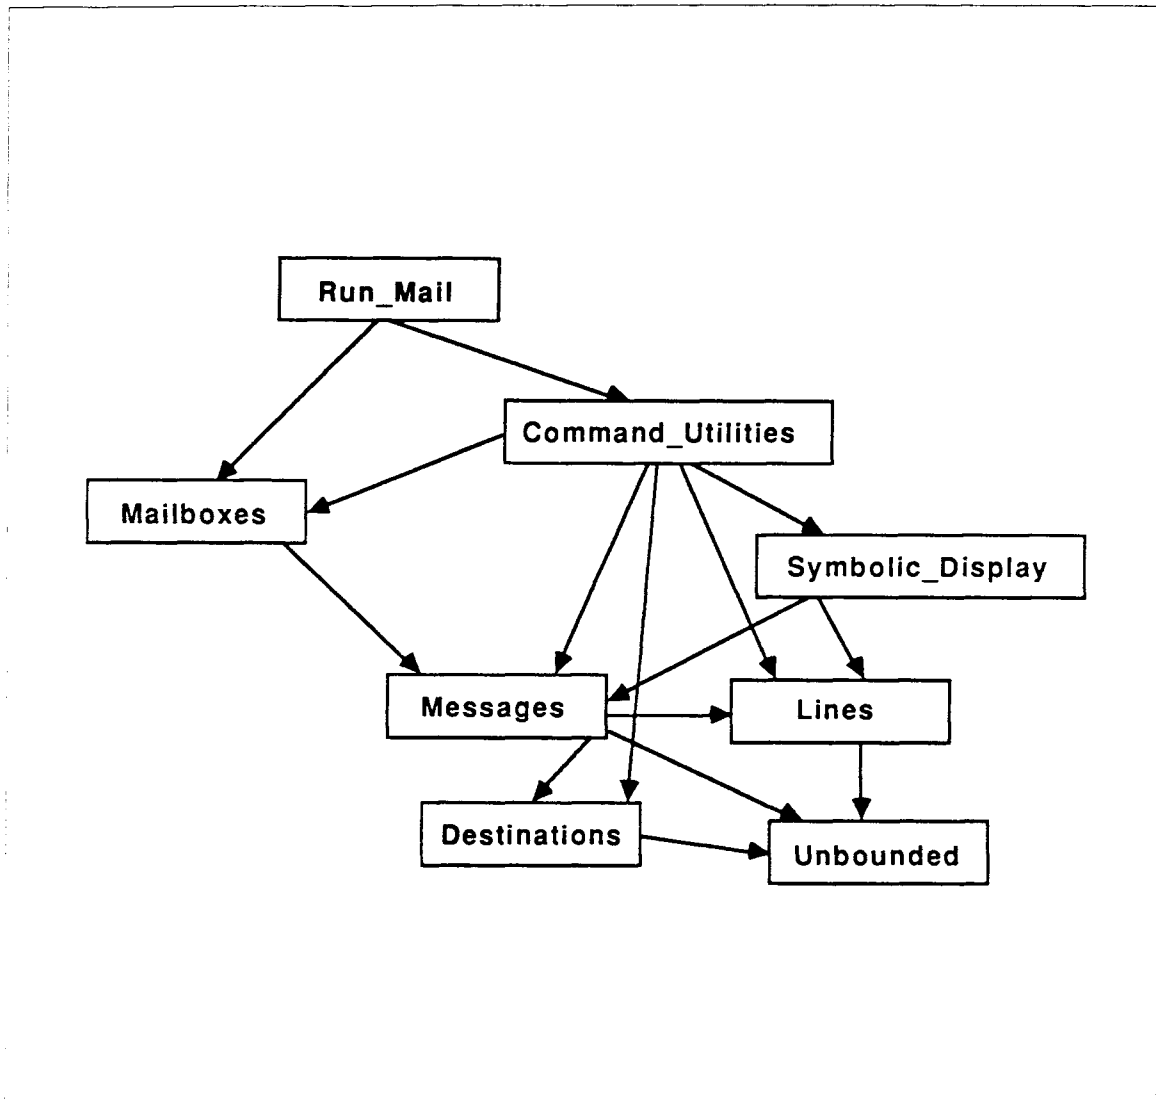 Run_Mail
Command_Utilities
Mailboxes
Symbolic_Display
Messages
Lines
Destinations
Unbounded